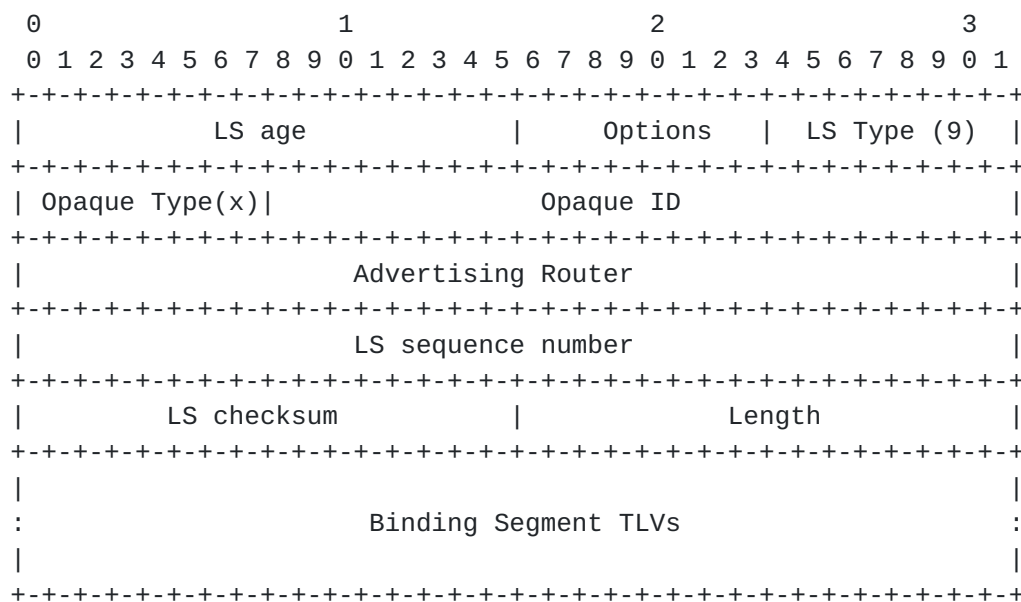 0                   1                   2                   3
 0 1 2 3 4 5 6 7 8 9 0 1 2 3 4 5 6 7 8 9 0 1 2 3 4 5 6 7 8 9 0 1
+-+-+-+-+-+-+-+-+-+-+-+-+-+-+-+-+-+-+-+-+-+-+-+-+-+-+-+-+-+-+-+-+
|            LS age             |     Options   |  LS Type (9)  |
+-+-+-+-+-+-+-+-+-+-+-+-+-+-+-+-+-+-+-+-+-+-+-+-+-+-+-+-+-+-+-+-+
| Opaque Type(x)|                 Opaque ID                     |
+-+-+-+-+-+-+-+-+-+-+-+-+-+-+-+-+-+-+-+-+-+-+-+-+-+-+-+-+-+-+-+-+
|                     Advertising Router                        |
+-+-+-+-+-+-+-+-+-+-+-+-+-+-+-+-+-+-+-+-+-+-+-+-+-+-+-+-+-+-+-+-+
|                     LS sequence number                        |
+-+-+-+-+-+-+-+-+-+-+-+-+-+-+-+-+-+-+-+-+-+-+-+-+-+-+-+-+-+-+-+-+
|         LS checksum           |             Length            |
+-+-+-+-+-+-+-+-+-+-+-+-+-+-+-+-+-+-+-+-+-+-+-+-+-+-+-+-+-+-+-+-+
|                                                               |
:                      Binding Segment TLVs                     :
|                                                               |
+-+-+-+-+-+-+-+-+-+-+-+-+-+-+-+-+-+-+-+-+-+-+-+-+-+-+-+-+-+-+-+-+